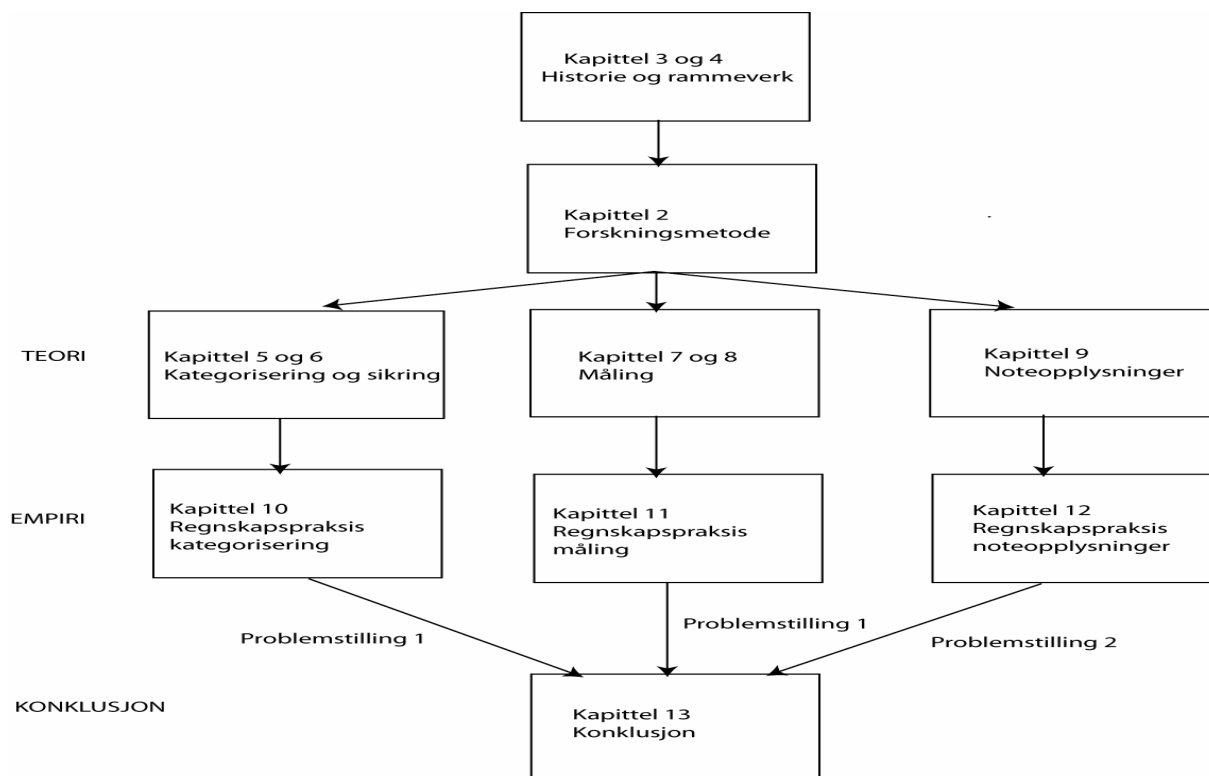 Kapittel 3 og 4
Historie og rammeverk
Kapittel 2
Forskningsmetode
TEORI
Kapittel 5 og 6
Kategorisering og sikring
Kapittel 7 og 8
Måling
Kapittel 9
Noteopplysninger
EMPIRI
Kapittel 10
Regnskapspraksis
kategorisering
Kapittel 11
Regnskapspraksis
måling
Kapittel 12
Regnskapspraksis
noteopplysninger
Problemstilling 1
Problemstilling 1
Problemstilling 2
KONKLUSJON
Kapittel 13
Konklusjon